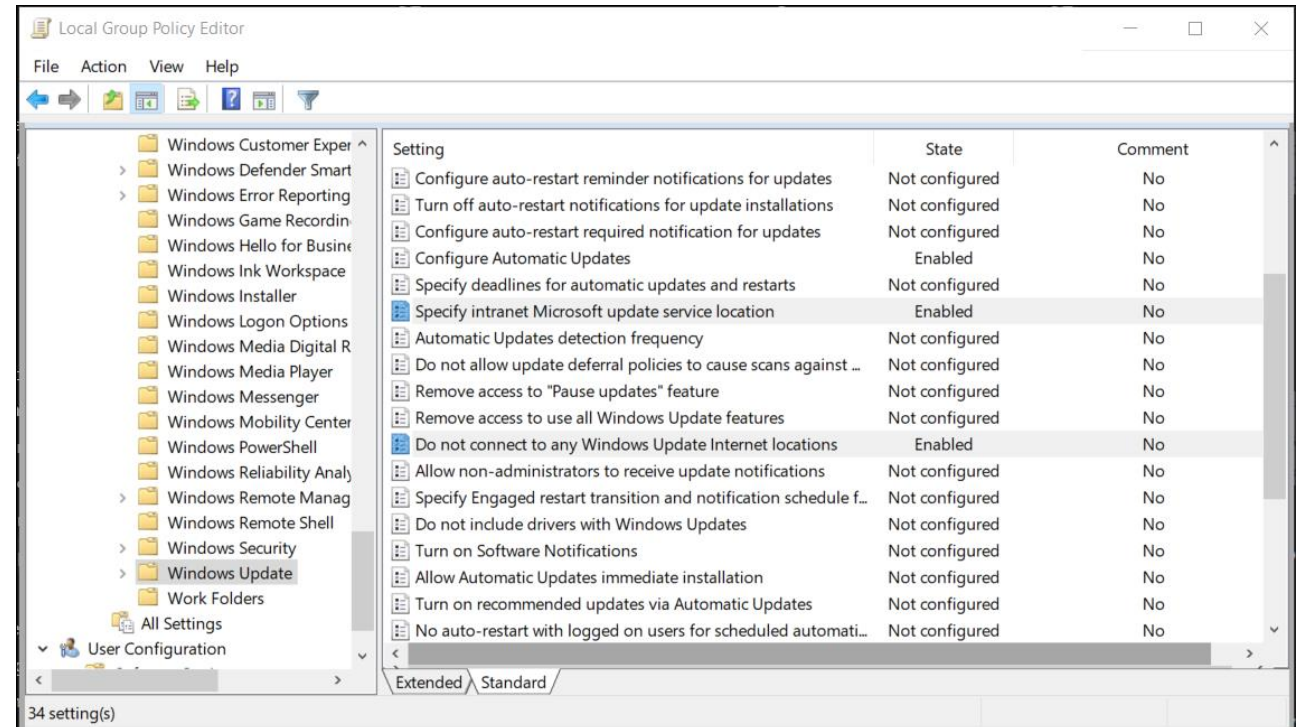 Local Group Policy Editor
File Action View Help
Windows Customer Exper
Windows Defender Smart
Windows Error Reporting
Windows Game Recordin
Windows Hello for Busine
Windows Ink Workspace
Windows Installer
Windows Logon Options
Windows Media Digital R
Windows Media Player
Windows Messenger
Windows Mobility Center
Windows PowerShell
Windows Reliability Analy
Windows Remote Manag
Windows Remote Shell
Windows Security
Windows Update
Work Folders
All Settings
User Configuration
Setting State Comment
Configure auto-restart reminder notifications for updates Not configured No
Turn off auto-restart notifications for update installations Not configured No
Configure auto-restart required notification for updates Not configured No
Configure Automatic Updates Enabled No
Specify deadlines for automatic updates and restarts Not configured No
Specify intranet Microsoft update service location Enabled No
Automatic Updates detection frequency Not configured No
Do not allow update deferral policies to cause scans against ... Not configured No
Remove access to "Pause updates" feature Not configured No
Remove access to use all Windows Update features Not configured No
Do not connect to any Windows Update Internet locations Enabled No
Allow non-administrators to receive update notifications Not configured No
Specify Engaged restart transition and notification schedule f... Not configured No
Do not include drivers with Windows Updates Not configured No
Turn on Software Notifications Not configured No
Allow Automatic Updates immediate installation Not configured No
Turn on recommended updates via Automatic Updates Not configured No
No auto-restart with logged on users for scheduled automati... Not configured No
Extended Standard
34 setting(s)